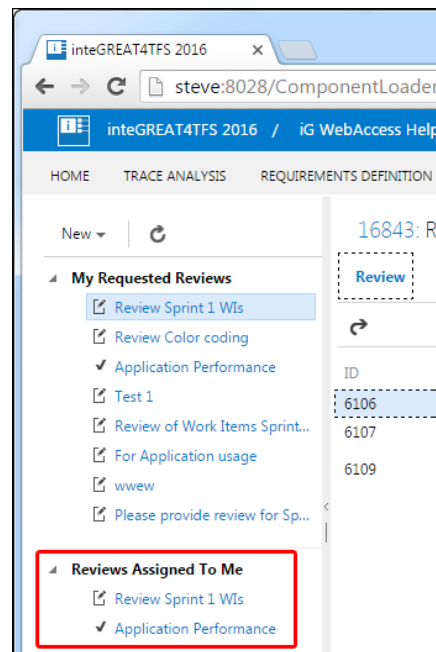 inteGREAT4TFS 2016
steve:8028/ComponentLoader
inteGREAT4TFS 2016 / iG WebAccess Help
HOME TRACE ANALYSIS REQUIREMENTS DEFINITION
New
16843: R
My Requested Reviews
Review
Review Sprint 1 WIs
Review Color coding
Application Performance
ID
Test 1
6106
Review of Work Items Sprint...
6107
For Application usage
6109
wwew
Please provide review for Sp...
Reviews Assigned To Me
Review Sprint 1 WIs
Application Performance